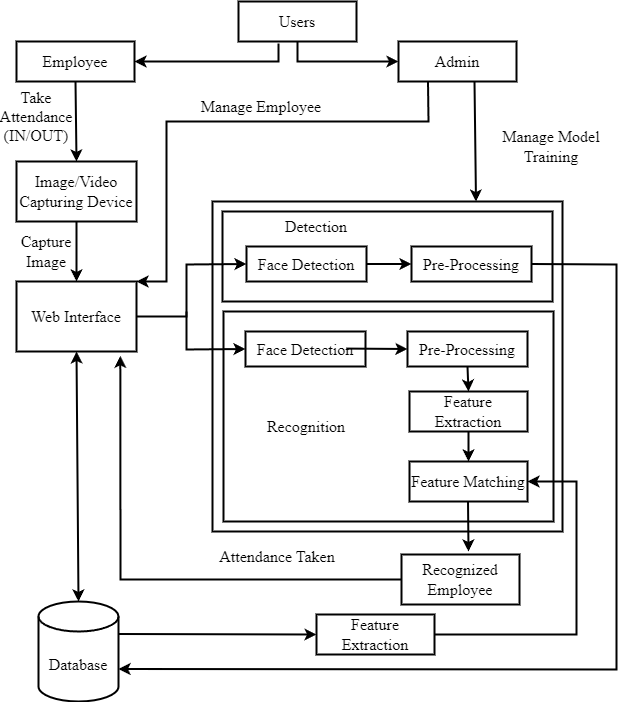 Users
Employee
Admin
Take
Attendance
(IN/OUT)
Manage Employee
Manage Model
Training
Image/Video
Capturing Device
Capture
Image
Detection
Face Detection
Pre-Processing
Web Interface
Face Detection
Pre-Processing
Feature
Extraction
Recognition
Feature Matching
Attendance Taken
Recognized
Employee
Feature
Extraction
Database